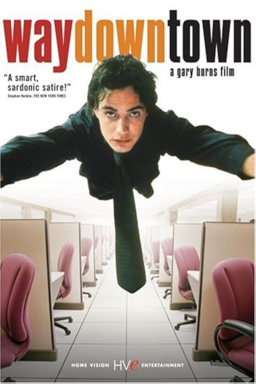 waydowntown
a gary burns film
"A smart,
sardonic satire!"
Stephen Holden, THE NEW YORK TIMES
HOME VISION HVe ENTERTAINMENT